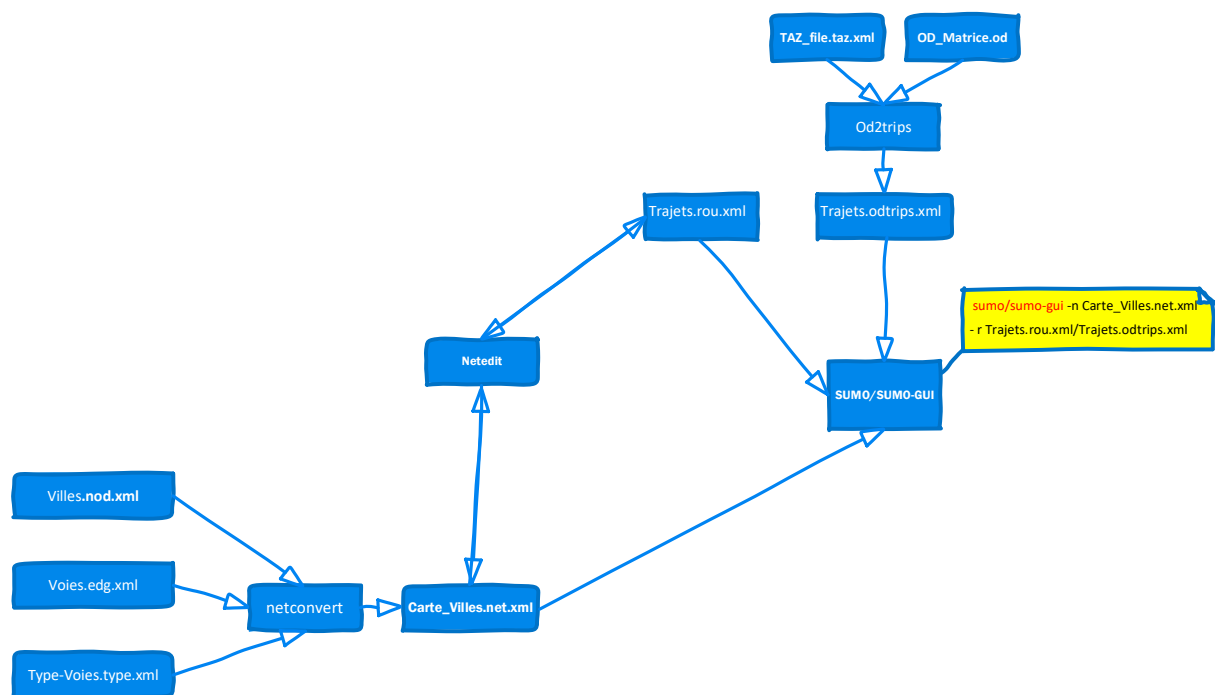 TAZ_file.taz.xml
OD_Matrice.od
Od2trips
Trajets.rou.xml
Trajets.odtrips.xml
sumo/sumo-gui -n Carte_Villes.net.xml
- r Trajets.rou.xml/Trajets.odtrips.xml
Netedit
SUMO/SUMO-GUI
Villes.nod.xml
Voies.edg.xml
netconvert
Carte_Villes.net.xml
Type-Voies.type.xml